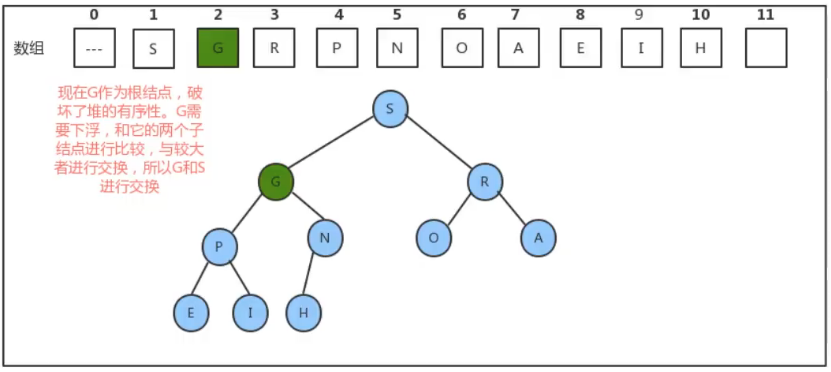 0 1 2 3 4 5 6 7 8 9 10 11
数组 --- S G R P N O A E I H
现在G作为根结点，破
坏了堆的有序性。G需
要下浮，和它的两个子
结点进行比较，与较大
者进行交换，所以G和S
进行交换
S
G R
P N O A
E I H